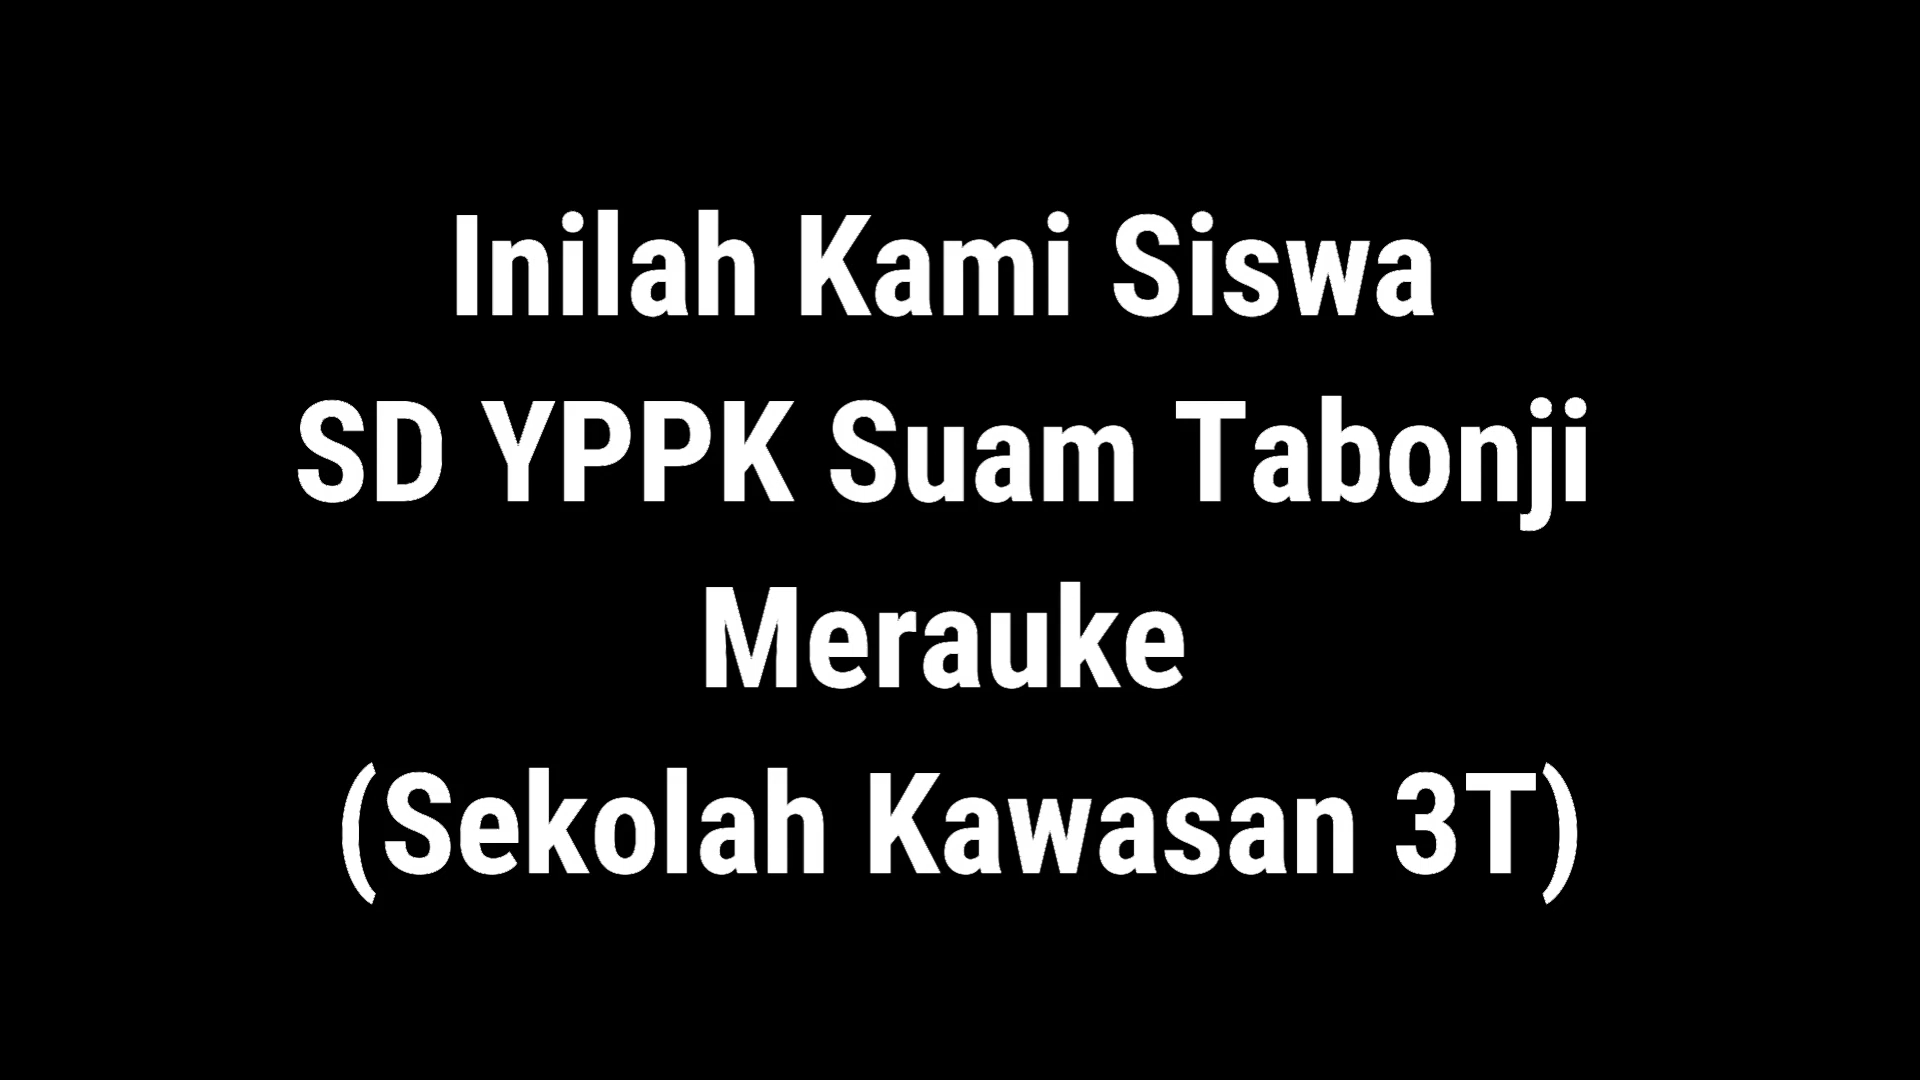 Inilah Kami Siswa
SD YPPK Suam Tabonji
Merauke
(Sekolah Kawasan 3T)